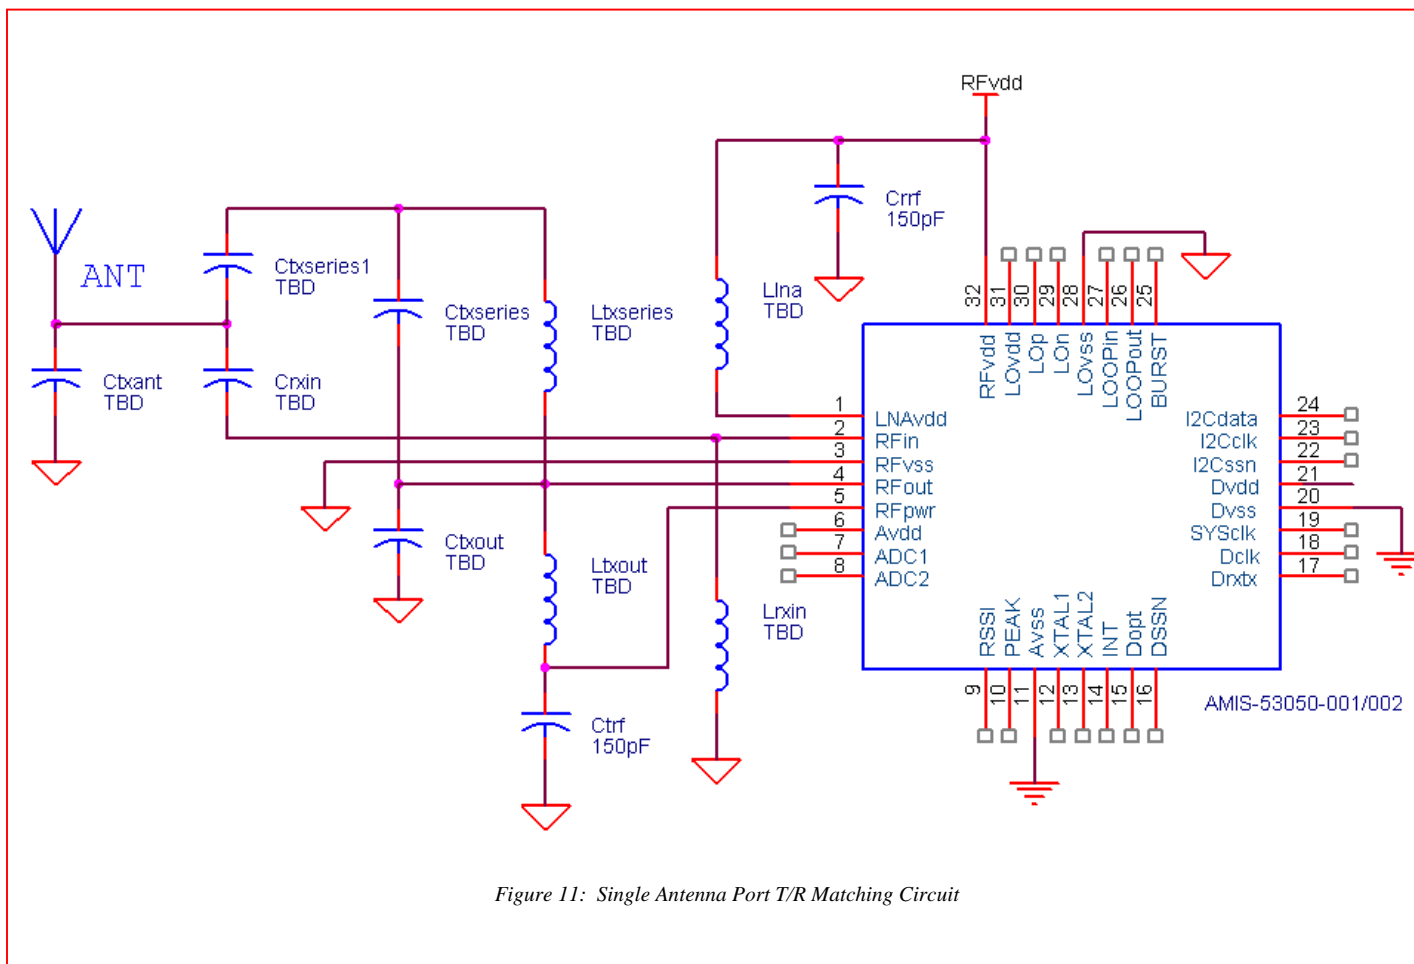 RFvdd
Crrf
150pF
ANT
Ctxseries1
TBD
Ctxseries
TBD
Ltxseries
TBD
Llna
TBD
Ctxant
TBD
Crxin
TBD
Ctxout
TBD
Ltxout
TBD
Lrxin
TBD
Ctrf
150pF
32
31
30
29
28
27
26
25
RFvdd
LOvdd
LOp
LOn
LOvss
LOOPin
LOOPout
BURST
1 LNAvdd
2 RFin
3 RFvss
4 RFout
5 RFpwr
6 Avdd
7 ADC1
8 ADC2
I2Cdata 24
I2Cclk 23
I2Cssn 22
Dvdd 21
Dvss 20
SYSclk 19
Dclk 18
Drxtx 17
RSSI
PEAK
Avss
XTAL1
XTAL2
INT
Dopt
DSSN
9
10
11
12
13
14
15
16
AMIS-53050-001/002
Figure 11: Single Antenna Port T/R Matching Circuit